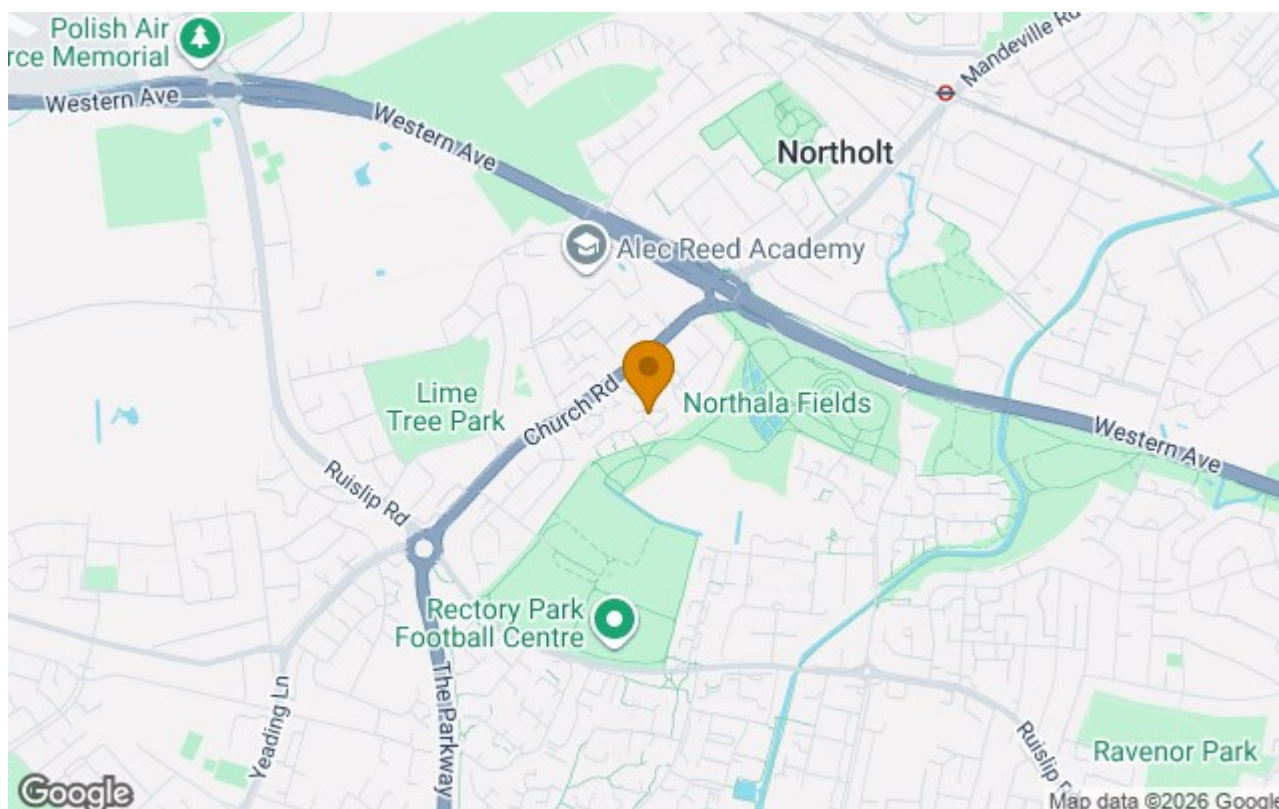 Polish Air
rce Memorial
Mandeville Rd
Western Ave
Western Ave
Northolt
Alec Reed Academy
Lime
Tree Park
Church Rd
Northala Fields
Western Ave
Ruislip Rd
Rectory Park
Football Centre
The Parkway
Yeading Ln
Ruislip Rd
Ravenor Park
Google
Map data ©2026 Google